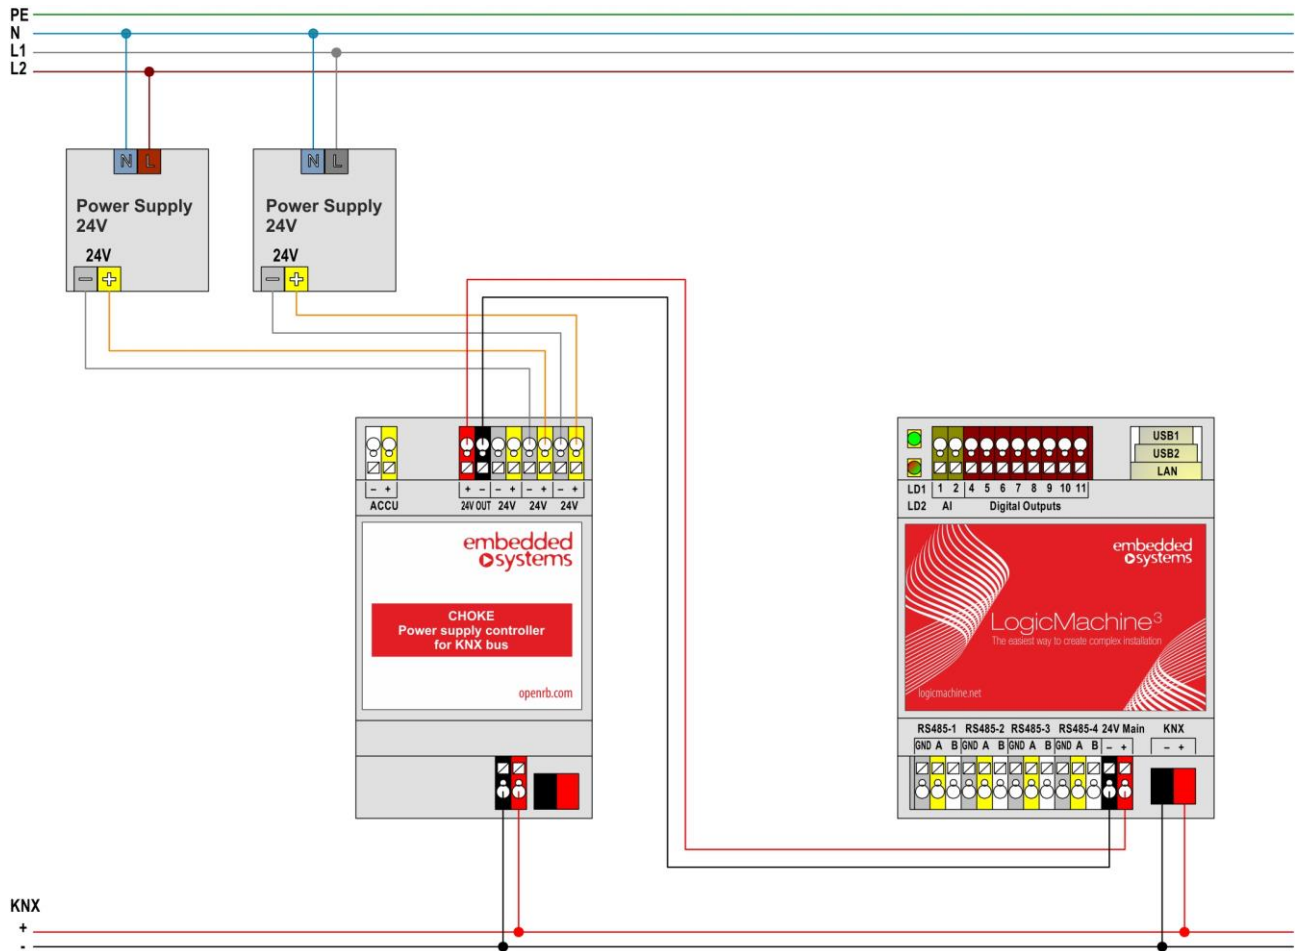 PE
N
L1
L2
N L
N L
Power Supply
24V
Power Supply
24V
24V
− +
24V
− +
− +
ACCU
+ − − + − + − +
24V OUT 24V 24V 24V
embedded
systems
CHOKE
Power supply controller
for KNX bus
openrb.com
USB1
USB2
LAN
LD1 1 2 4 5 6 7 8 9 10 11
LD2 AI Digital Outputs
embedded
systems
LogicMachine³
The easiest way to create complex installation
logicmachine.net
RS485-1 RS485-2 RS485-3 RS485-4 24V Main KNX
GND A B GND A B GND A B GND A B − + − +
KNX
+
-